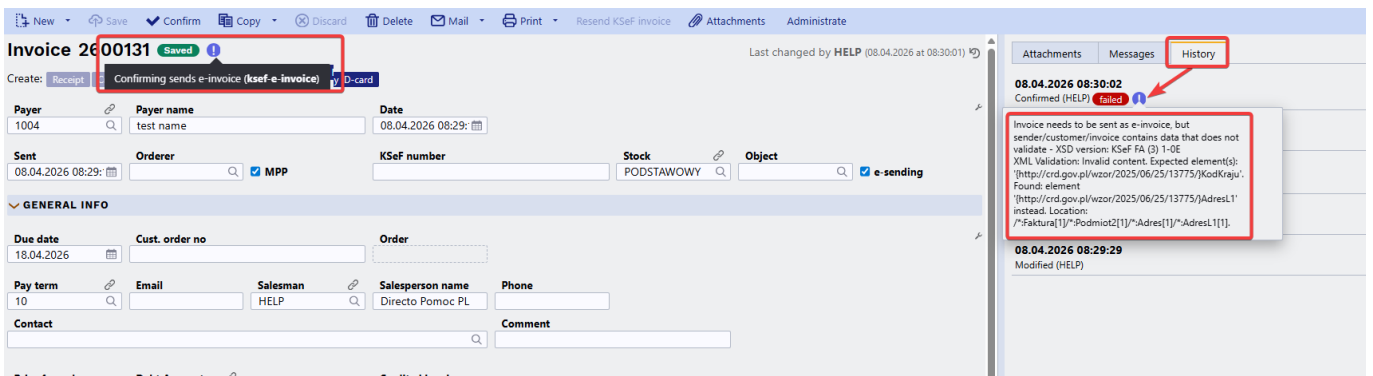 New Save Confirm Copy Discard Delete Mail Print Resend KSeF invoice Attachments Administrate
Invoice 2600131 Saved
Last changed by HELP (08.04.2026 at 08:30:01)
Confirming sends e-invoice (ksef-e-invoice)
Create: Receipt D-card
Payer Payer name Date
1004 test name 08.04.2026 08:29:
Sent Orderer MPP KSeF number Stock Object e-sending
08.04.2026 08:29: PODSTAWOWY
GENERAL INFO
Due date Cust. order no Order
18.04.2026
Pay term Email Salesman Salesperson name Phone
10 HELP Directo Pomoc PL
Contact Comment
Attachments Messages History
08.04.2026 08:30:02
Confirmed (HELP) failed
Invoice needs to be sent as e-invoice, but
sender/customer/invoice contains data that does not
validate - XSD version: KSeF FA (3) 1-0E
XML Validation: Invalid content. Expected element(s):
'{http://crd.gov.pl/wzor/2025/06/25/13775/}KodKraju'.
Found: element
'{http://crd.gov.pl/wzor/2025/06/25/13775/}AdresL1'
instead. Location:
/*:Faktura[1]/*:Podmiot2[1]/*:Adres[1]/*:AdresL1[1].
08.04.2026 08:29:29
Modified (HELP)